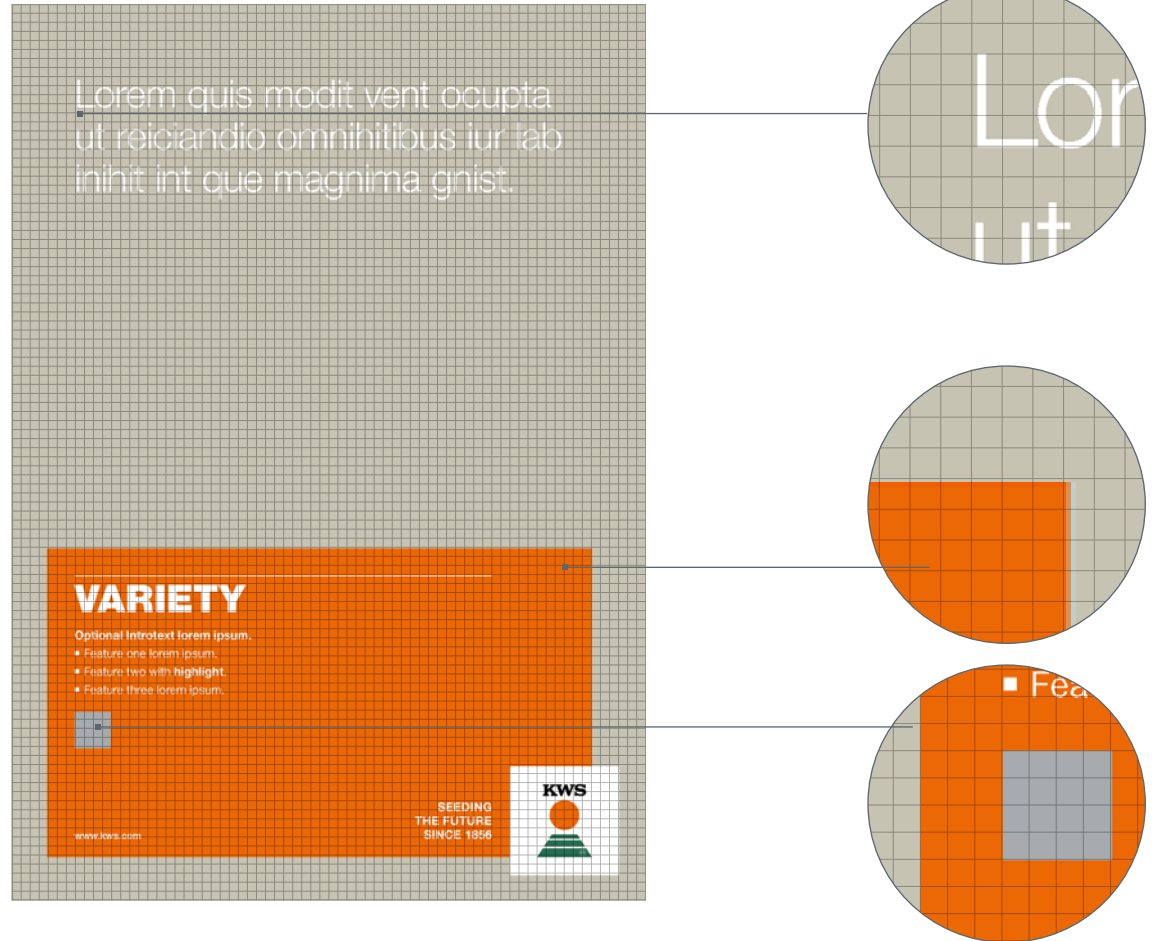 Lorem quis modit vent ocupta
ut reiciandio omnihitibus iur lab
inihit int que magnima gnist.
VARIETY
Optional Introtext lorem ipsum.
▪ Feature one lorem ipsum.
▪ Feature two with highlight.
▪ Feature three lorem ipsum.
www.kws.com
SEEDING
THE FUTURE
SINCE 1856
KWS
Lor
ut
▪ Fea